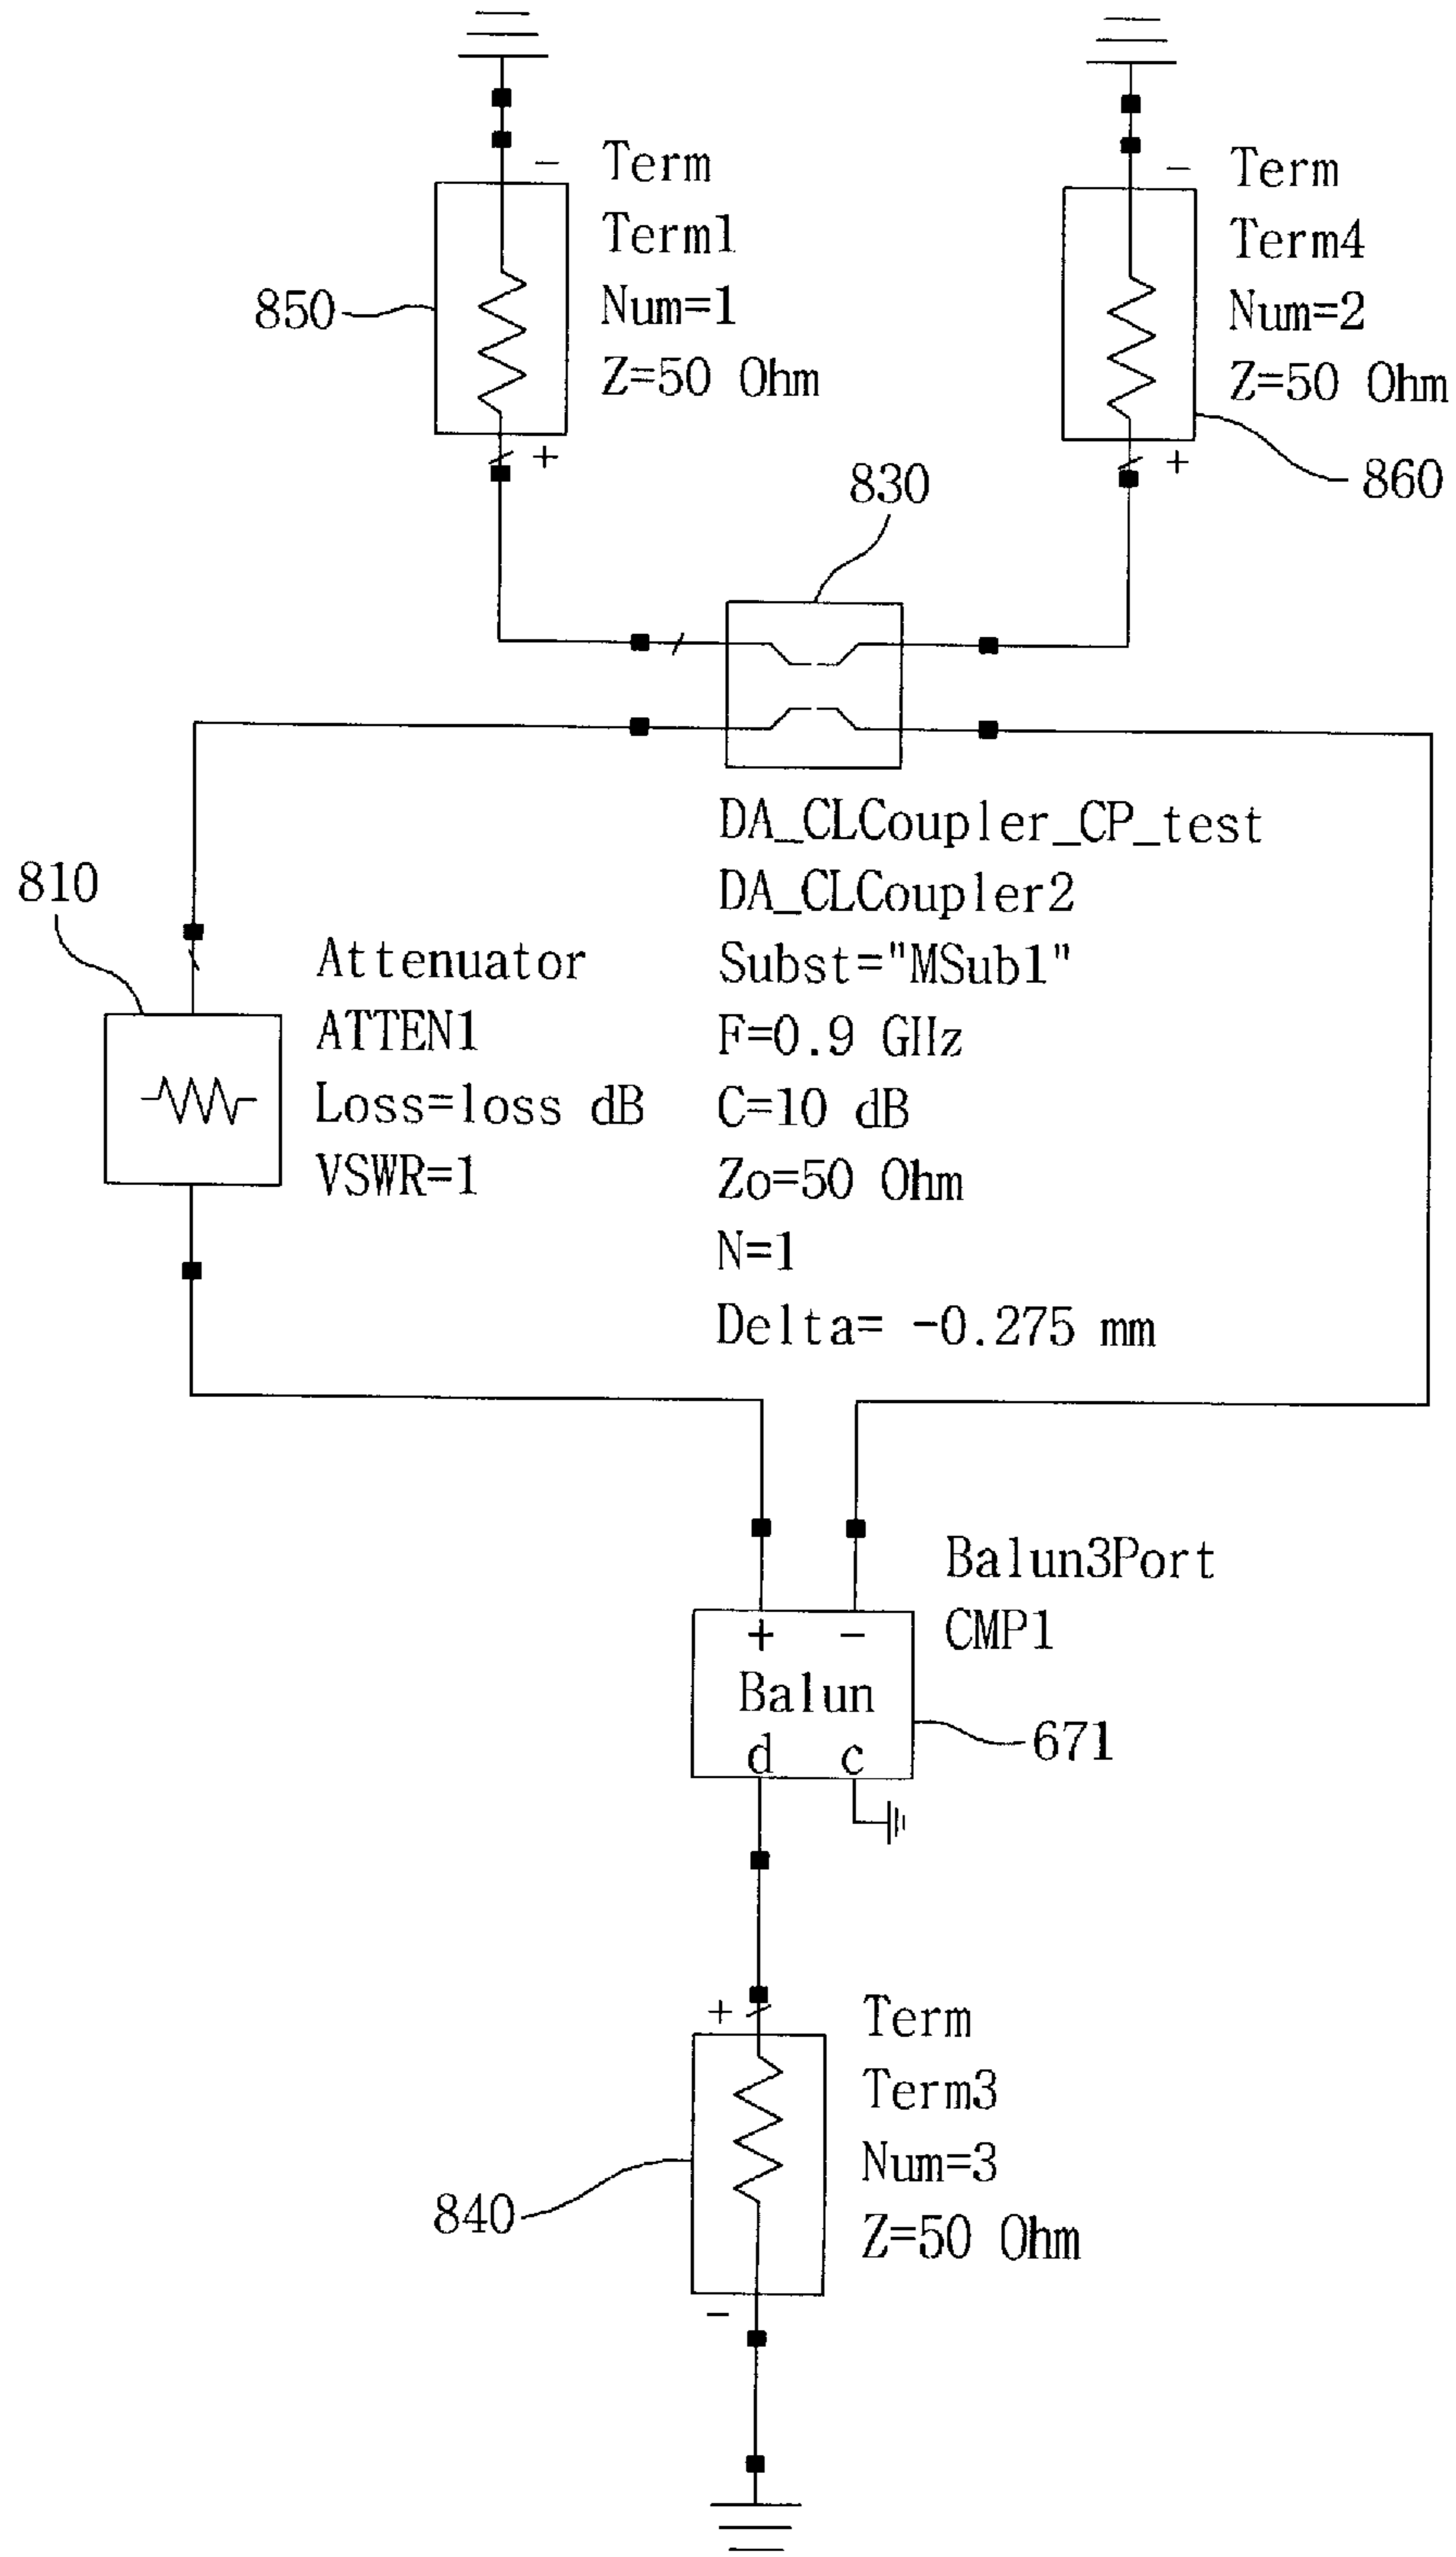 -
Term
Term1
Num=1
Z=50 Ohm
850
+
-
Term
Term4
Num=2
Z=50 Ohm
+
860
830
DA_CLCoupler_CP_test
DA_CLCoupler2
Subst="MSub1"
F=0.9 GHz
C=10 dB
Zo=50 Ohm
N=1
Delta= -0.275 mm
810
Attenuator
ATTEN1
Loss=loss dB
VSWR=1
Balun3Port
CMP1
+ -
Balun
d c
671
+
Term
Term3
Num=3
Z=50 Ohm
840
-